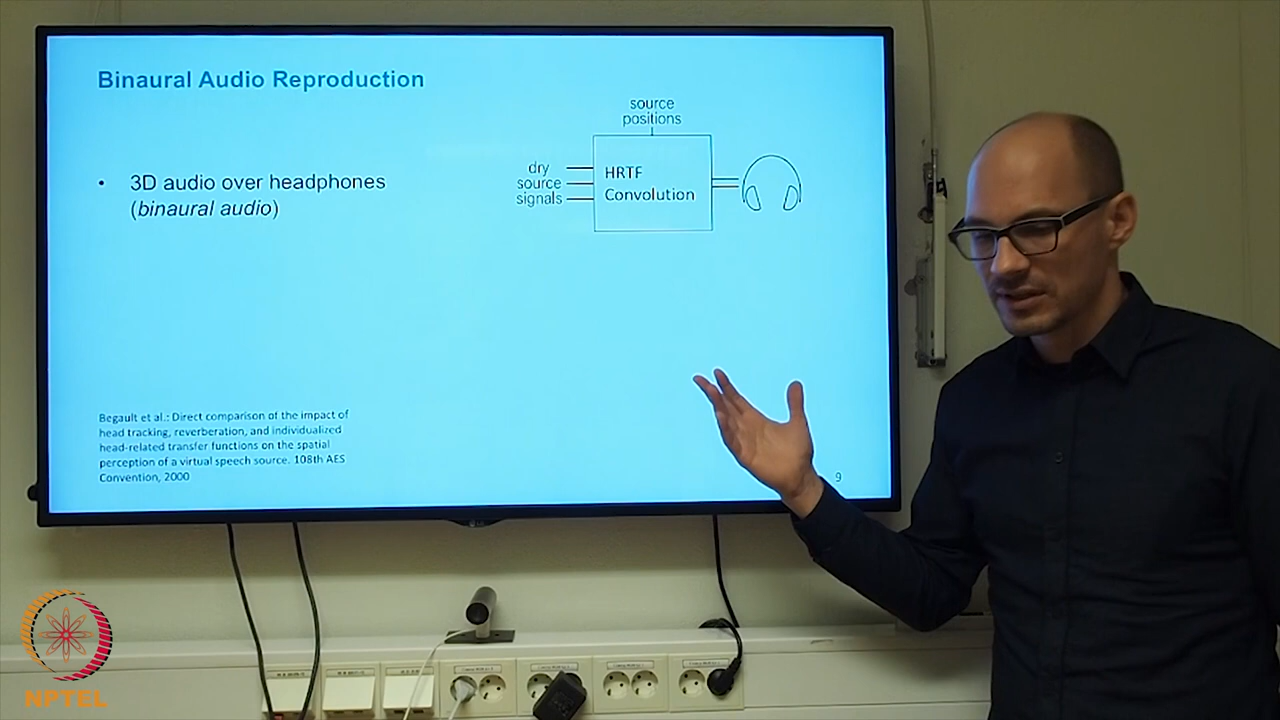 Binaural Audio Reproduction
source
positions
• 3D audio over headphones
(binaural audio)
dry
source
signals
HRTF
Convolution
Begault et al.: Direct comparison of the impact of
head tracking, reverberation, and individualized
head-related transfer functions on the spatial
perception of a virtual speech source. 108th AES
Convention, 2000
9
NPTEL